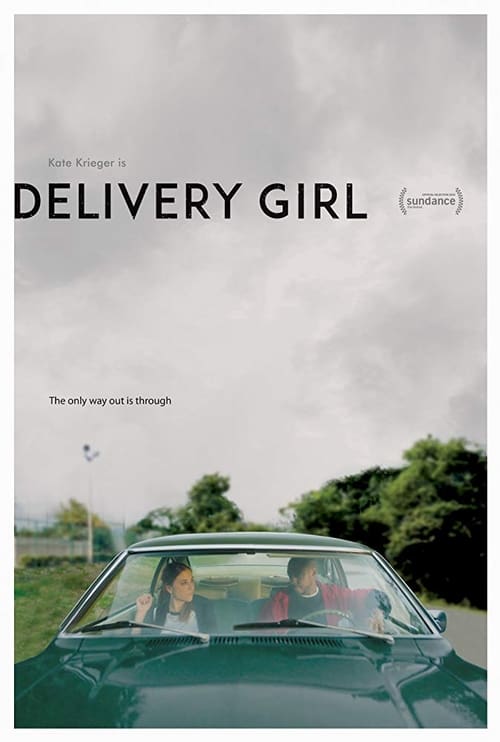 Kate Krieger is
DELIVERY GIRL
sundance
The only way out is through